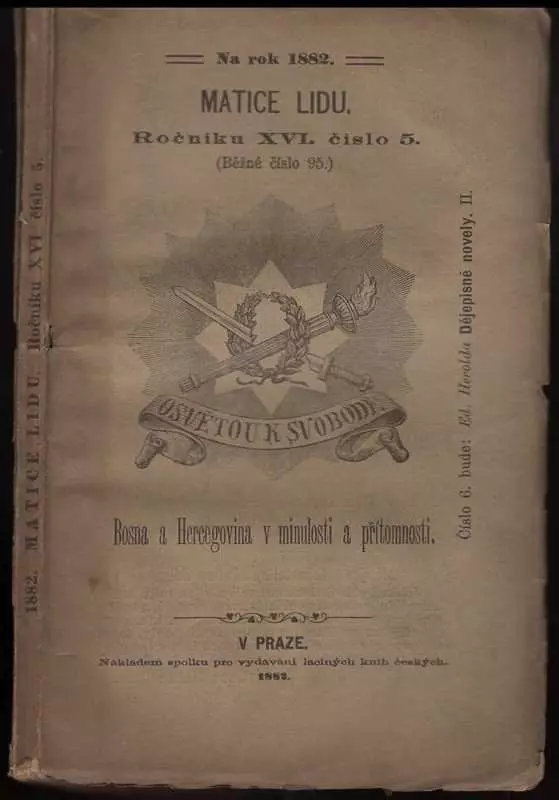 Na rok 1882.
MATICE LIDU.
Ročníku XVI. číslo 5.
(Běžné číslo 95.)
OSVĚTOU K SVOBODĚ.
Bosna a Hercegovina v minulosti a přítomnosti.
V PRAZE.
Nákladem spolku pro vydávání laciných knih českých.
1882.
Číslo 6. bude: Ed. Herolda Dějepisné novely. II.
1882. MATICE LIDU. Ročníku XVI. číslo 5.